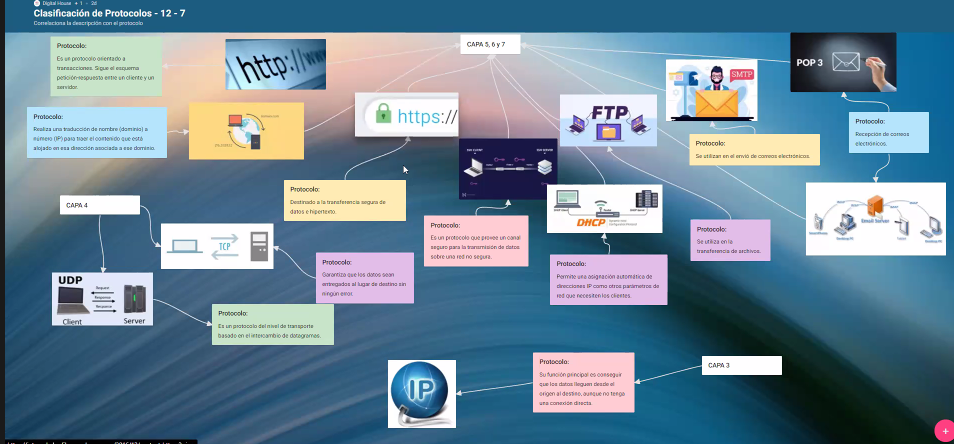 Digital House + 1 · 2d
Clasificación de Protocolos - 12 - 7
Correlaciona la descripción con el protocolo
Protocolo:
Es un protocolo orientado a
transacciones. Sigue el esquema
petición-respuesta entre un cliente y un
servidor.
http://ww
CAPA 5, 6 y 7
SMTP
POP 3
Protocolo:
Realiza una traducción de nombre (dominio) a
número (IP) para traer el contenido que está
alojado en esa dirección asociada a ese dominio.
https://
FTP
Protocolo:
Recepción de correos
electrónicos.
Protocolo:
Se utilizan en el envió de correos electrónicos.
Protocolo:
Destinado a la transferencia segura de
datos e hipertexto.
DHCP
Email Server
CAPA 4
TCP
Protocolo:
Es un protocolo que provee un canal
seguro para la transmisión de datos
sobre una red no segura.
Protocolo:
Se utiliza en la
transferencia de archivos.
Protocolo:
Garantiza que los datos sean
entregados al lugar de destino sin
ningún error.
Protocolo:
Permite una asignación automática de
direcciones IP como otros parámetros de
red que necesiten los clientes.
UDP
Request
Response
Response
Client
Server
Protocolo:
Es un protocolo del nivel de transporte
basado en el intercambio de datagramas.
IP
Protocolo:
Su función principal es conseguir
que los datos lleguen desde el
origen al destino, aunque no tenga
una conexión directa.
CAPA 3